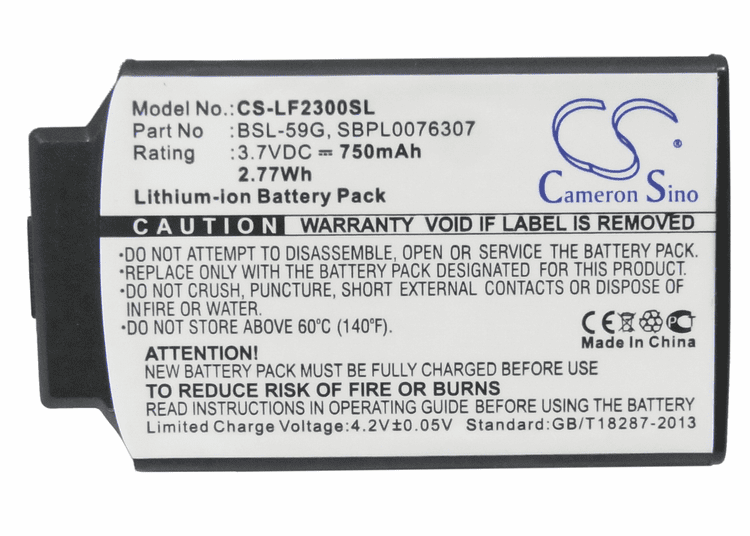 Model No.:CS-LF2300SL
Part No :BSL-59G, SBPL0076307
Rating :3.7VDC ⎓ 750mAh
2.77Wh
Lithium-ion Battery Pack
CS
Cameron Sino
CAUTION WARRANTY VOID IF LABEL IS REMOVED
•DO NOT ATTEMPT TO DISASSEMBLE, OPEN OR SERVICE THE BATTERY PACK.
•REPLACE ONLY WITH THE BATTERY PACK DESIGNATED FOR THIS PRODUCT.
•DO NOT CRUSH, PUNCTURE, SHORT EXTERNAL CONTACTS OR DISPOSE OF
IN FIRE OR WATER.
•DO NOT STORE ABOVE 60°C (140°F).
CE PC
Made In China
ATTENTION!
NEW BATTERY PACK MUST BE FULLY CHARGED BEFORE USE
TO REDUCE RISK OF FIRE OR BURNS
3.7V READ OPERATING GUIDE BEFORE CHARGING BATTERY
Limited Charge Voltage:4.2V±0.05V Standard:GB/T18287-2013